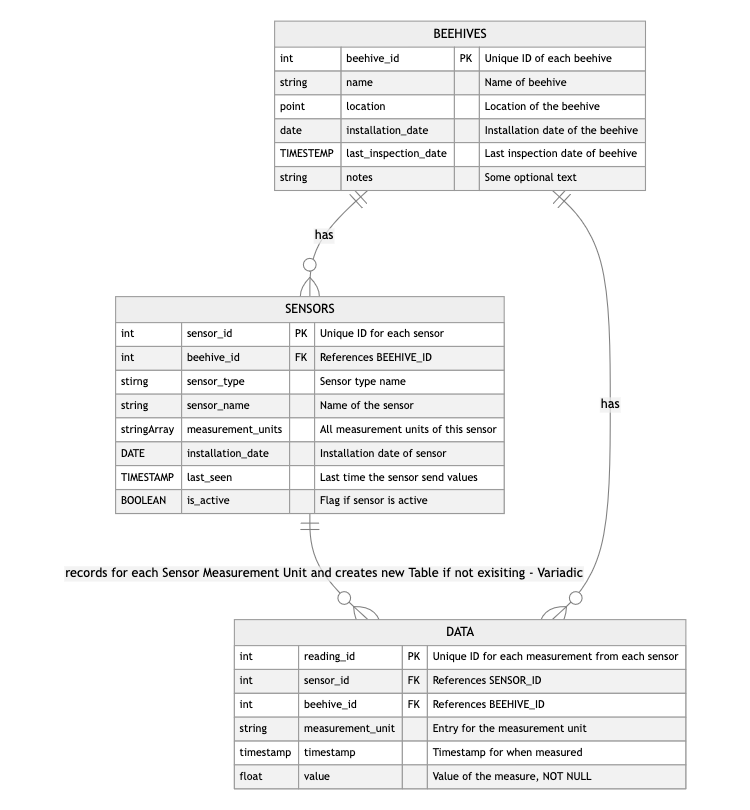 BEEHIVES
int beehive_id PK Unique ID of each beehive
string name Name of beehive
point location Location of the beehive
date installation_date Installation date of the beehive
TIMESTEMP last_inspection_date Last inspection date of beehive
string notes Some optional text
has
SENSORS
int sensor_id PK Unique ID for each sensor
int beehive_id FK References BEEHIVE_ID
stirng sensor_type Sensor type name
string sensor_name Name of the sensor
stringArray measurement_units All measurement units of this sensor
DATE installation_date Installation date of sensor
TIMESTAMP last_seen Last time the sensor send values
BOOLEAN is_active Flag if sensor is active
has
records for each Sensor Measurement Unit and creates new Table if not exisiting - Variadic
DATA
int reading_id PK Unique ID for each measurement from each sensor
int sensor_id FK References SENSOR_ID
int beehive_id FK References BEEHIVE_ID
string measurement_unit Entry for the measurement unit
timestamp timestamp Timestamp for when measured
float value Value of the measure, NOT NULL